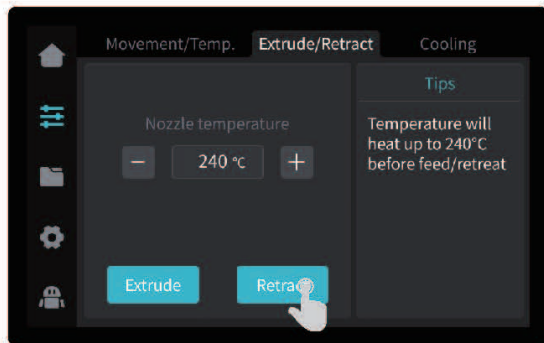 Movement/Temp. Extrude/Retract Cooling
Tips
Nozzle temperature
− 240 °C +
Temperature will
heat up to 240°C
before feed/retreat
Extrude Retract